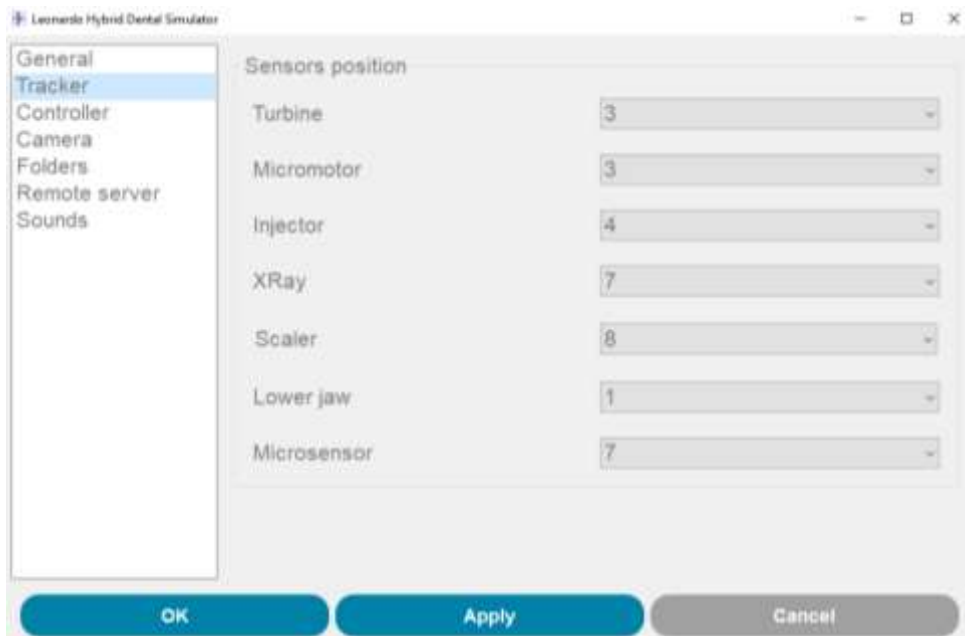 Leonardo Hybrid Dental Simulator
General
Tracker
Controller
Camera
Folders
Remote server
Sounds
Sensors position
Turbine 3
Micromotor 3
Injector 4
XRay 7
Scaler 8
Lower jaw 1
Microsensor 7
OK Apply Cancel